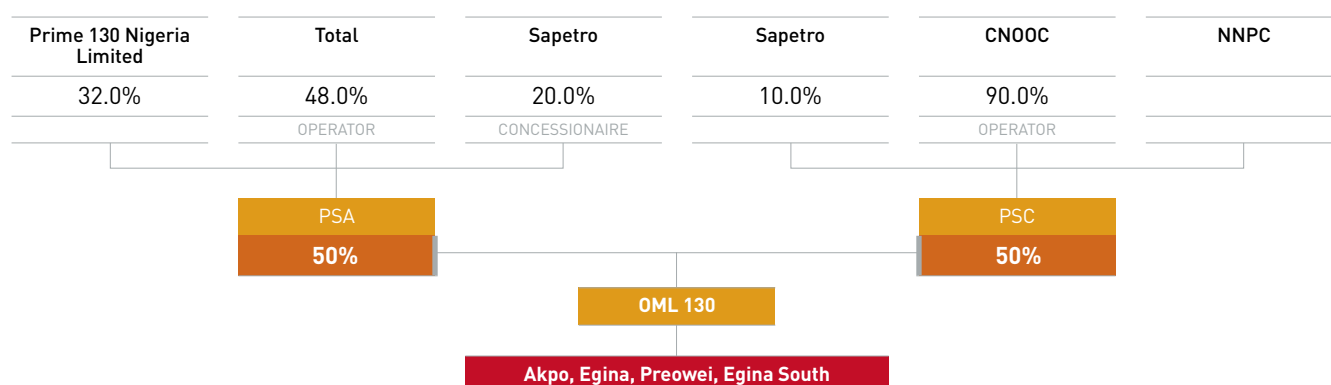 Prime 130 Nigeria
Limited
Total
Sapetro
Sapetro
CNOOC
NNPC
32.0%
48.0%
20.0%
10.0%
90.0%
OPERATOR
CONCESSIONAIRE
OPERATOR
PSA
PSC
50%
50%
OML 130
Akpo, Egina, Preowei, Egina South